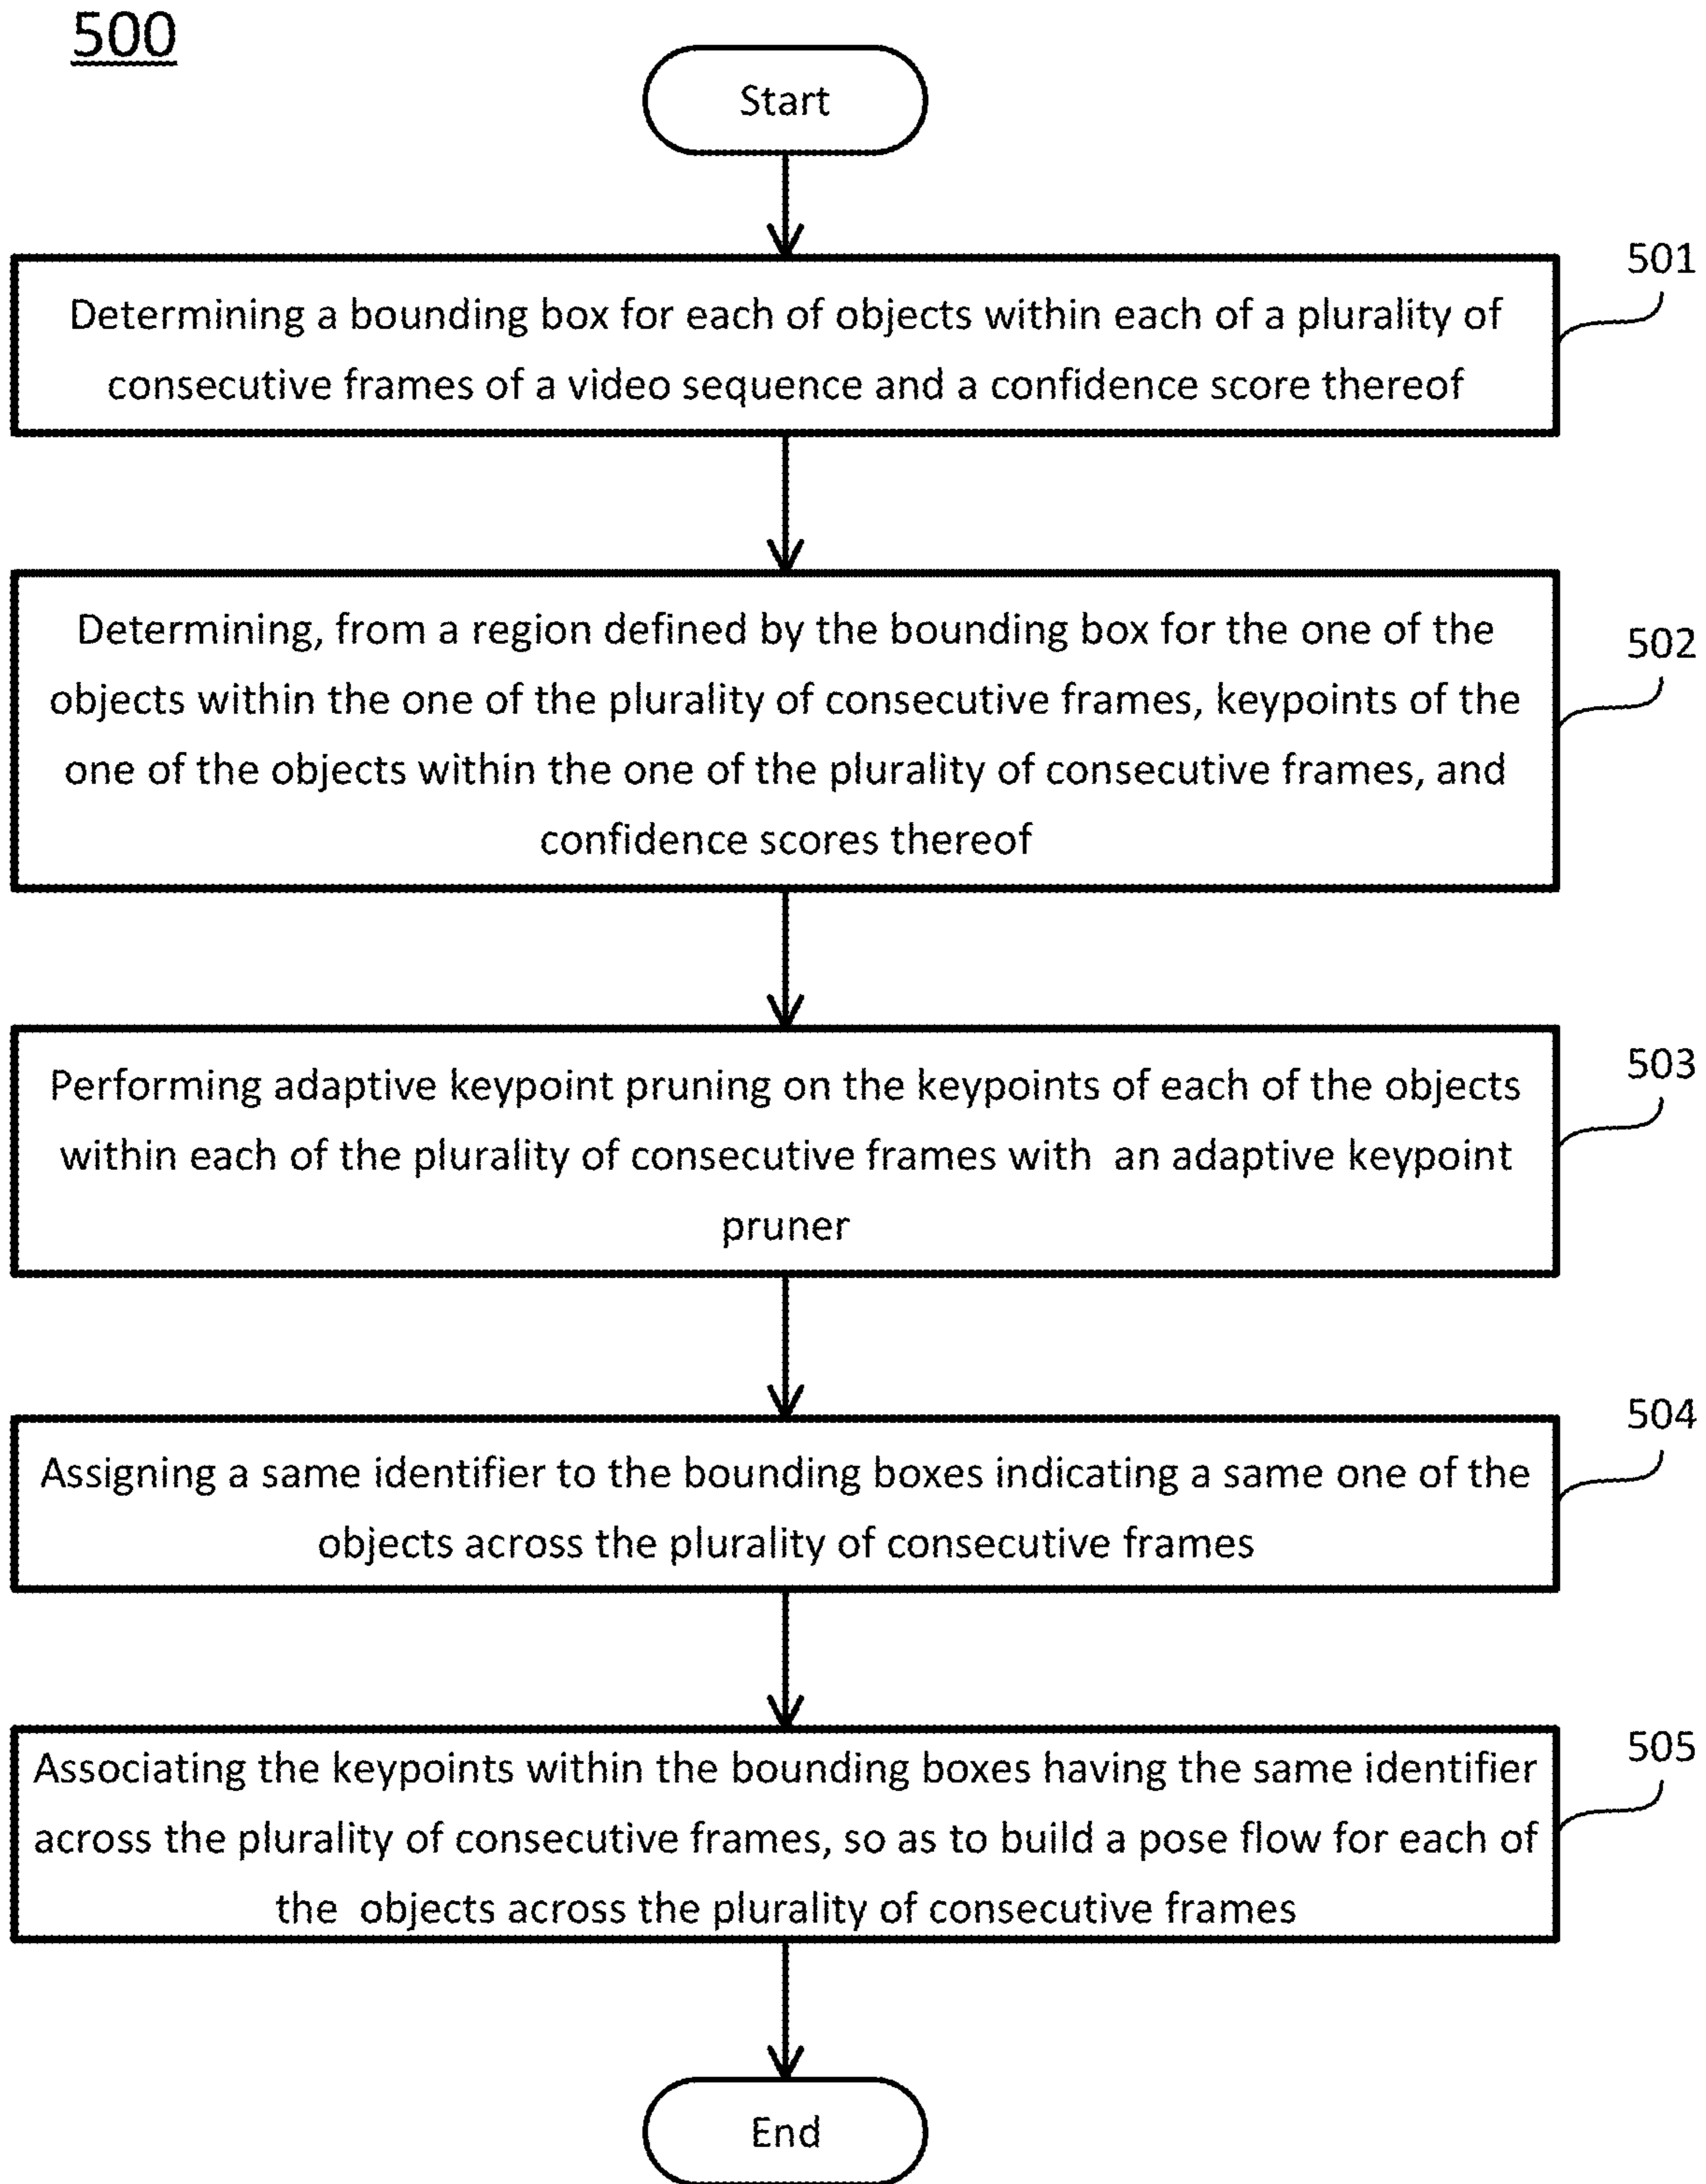 500
Start
501
Determining a bounding box for each of objects within each of a plurality of
consecutive frames of a video sequence and a confidence score thereof
502
Determining, from a region defined by the bounding box for the one of the
objects within the one of the plurality of consecutive frames, keypoints of the
one of the objects within the one of the plurality of consecutive frames, and
confidence scores thereof
503
Performing adaptive keypoint pruning on the keypoints of each of the objects
within each of the plurality of consecutive frames with an adaptive keypoint
pruner
504
Assigning a same identifier to the bounding boxes indicating a same one of the
objects across the plurality of consecutive frames
505
Associating the keypoints within the bounding boxes having the same identifier
across the plurality of consecutive frames, so as to build a pose flow for each of
the objects across the plurality of consecutive frames
End